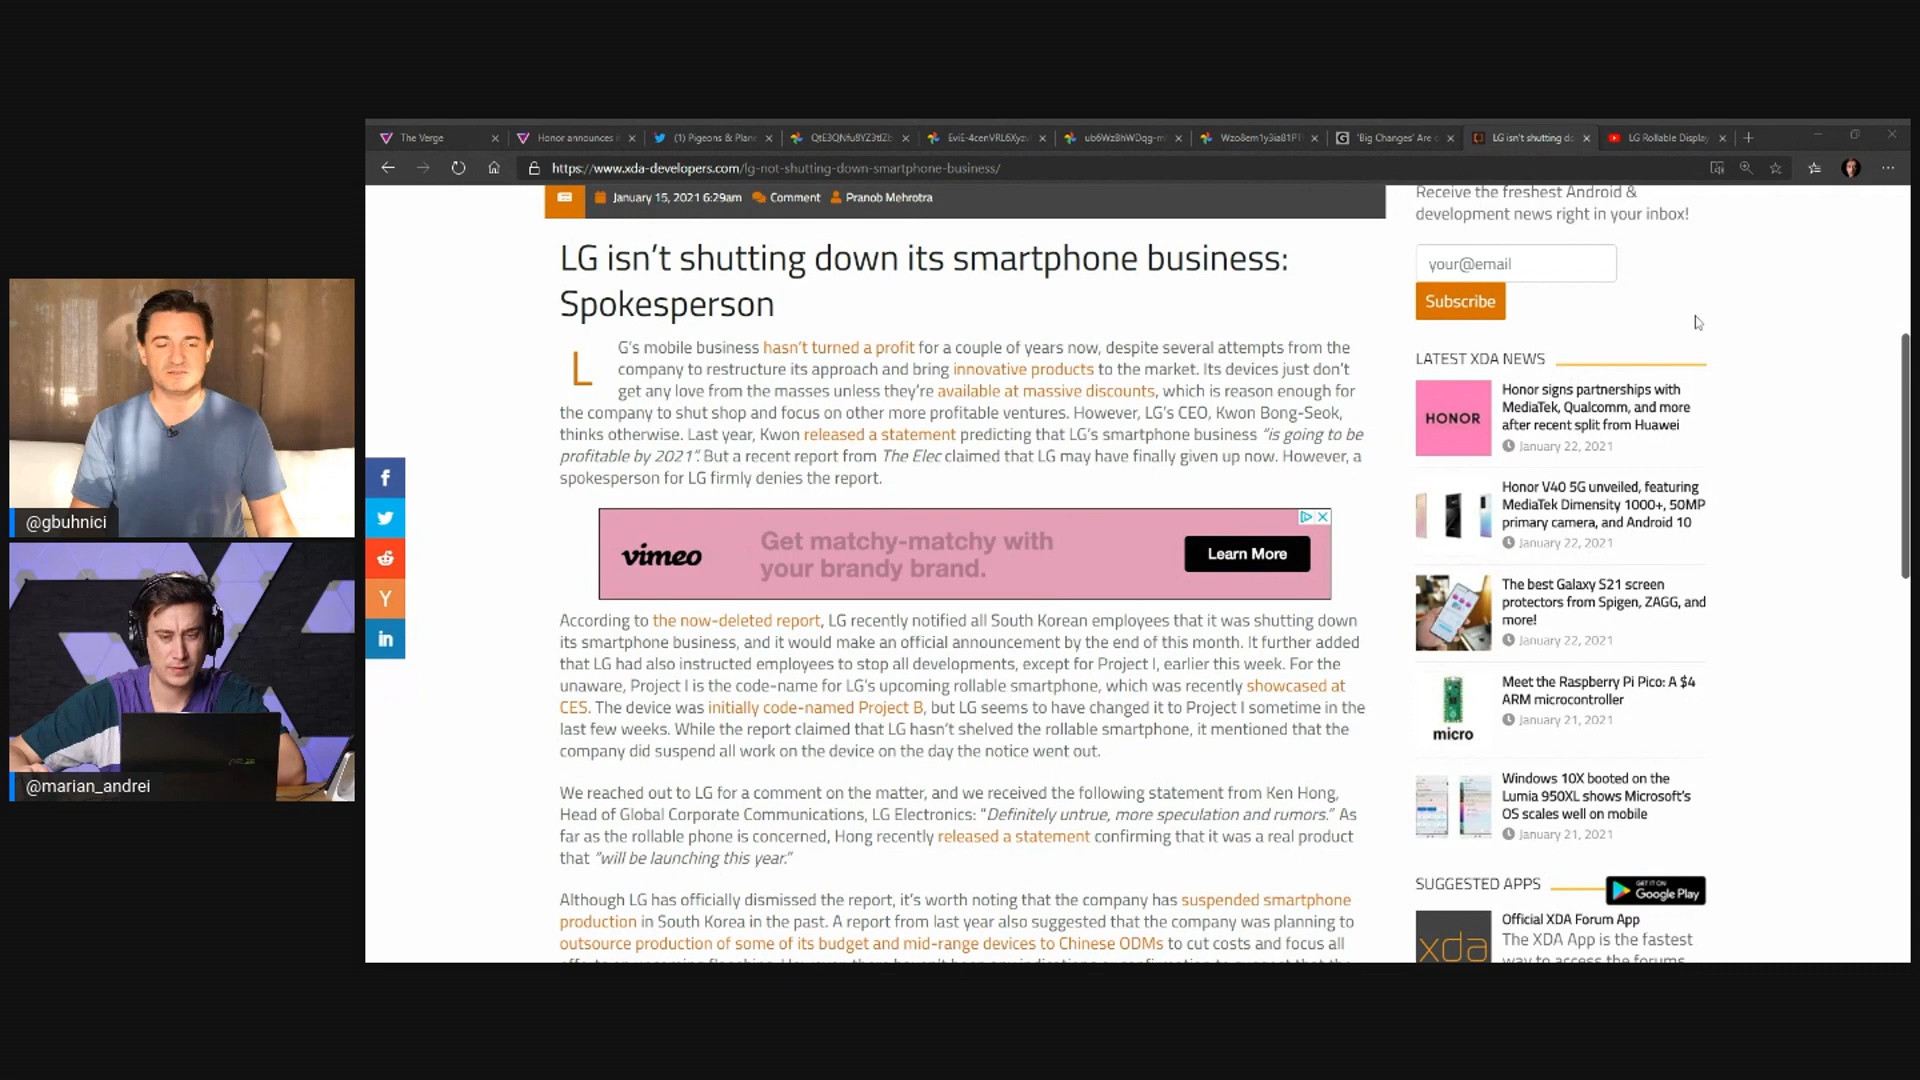 The Verge
Honor announces i
(1) Pigeons & Plan
QtE3QNfu8YZ3tIZb
EviE-4cenVRL6Xyzv
ub6WzBhWDqg-m
Wzo8em1y3ia81PT
'Big Changes' Are
LG isn't shutting do
LG Rollable Display
https://www.xda-developers.com/lg-not-shutting-down-smartphone-business/
January 15, 2021 6:29am Comment Pranob Mehrotra
LG isn't shutting down its smartphone business:
Spokesperson
LG's mobile business hasn't turned a profit for a couple of years now, despite several attempts from the
company to restructure its approach and bring innovative products to the market. Its devices just don't
get any love from the masses unless they're available at massive discounts, which is reason enough for
the company to shut shop and focus on other more profitable ventures. However, LG's CEO, Kwon Bong-Seok,
thinks otherwise. Last year, Kwon released a statement predicting that LG's smartphone business "is going to be
profitable by 2021". But a recent report from The Elec claimed that LG may have finally given up now. However, a
spokesperson for LG firmly denies the report.
vimeo
Get matchy-matchy with
your brandy brand.
Learn More
According to the now-deleted report, LG recently notified all South Korean employees that it was shutting down
its smartphone business, and it would make an official announcement by the end of this month. It further added
that LG had also instructed employees to stop all developments, except for Project I, earlier this week. For the
unaware, Project I is the code-name for LG's upcoming rollable smartphone, which was recently showcased at
CES. The device was initially code-named Project B, but LG seems to have changed it to Project I sometime in the
last few weeks. While the report claimed that LG hasn't shelved the rollable smartphone, it mentioned that the
company did suspend all work on the device on the day the notice went out.
We reached out to LG for a comment on the matter, and we received the following statement from Ken Hong,
Head of Global Corporate Communications, LG Electronics: "Definitely untrue, more speculation and rumors." As
far as the rollable phone is concerned, Hong recently released a statement confirming that it was a real product
that "will be launching this year."
Although LG has officially dismissed the report, it's worth noting that the company has suspended smartphone
production in South Korea in the past. A report from last year also suggested that the company was planning to
outsource production of some of its budget and mid-range devices to Chinese ODMs to cut costs and focus all
Receive the freshest Android &
development news right in your inbox!
your@email
Subscribe
LATEST XDA NEWS
HONOR
Honor signs partnerships with
MediaTek, Qualcomm, and more
after recent split from Huawei
January 22, 2021
Honor V40 5G unveiled, featuring
MediaTek Dimensity 1000+, 50MP
primary camera, and Android 10
January 22, 2021
The best Galaxy S21 screen
protectors from Spigen, ZAGG, and
more!
January 22, 2021
micro
Meet the Raspberry Pi Pico: A $4
ARM microcontroller
January 21, 2021
Windows 10X booted on the
Lumia 950XL shows Microsoft's
OS scales well on mobile
January 21, 2021
SUGGESTED APPS
GET IT ON
Google Play
xda
Official XDA Forum App
The XDA App is the fastest
way to access the forums
@gbuhnici
@marian_andrei